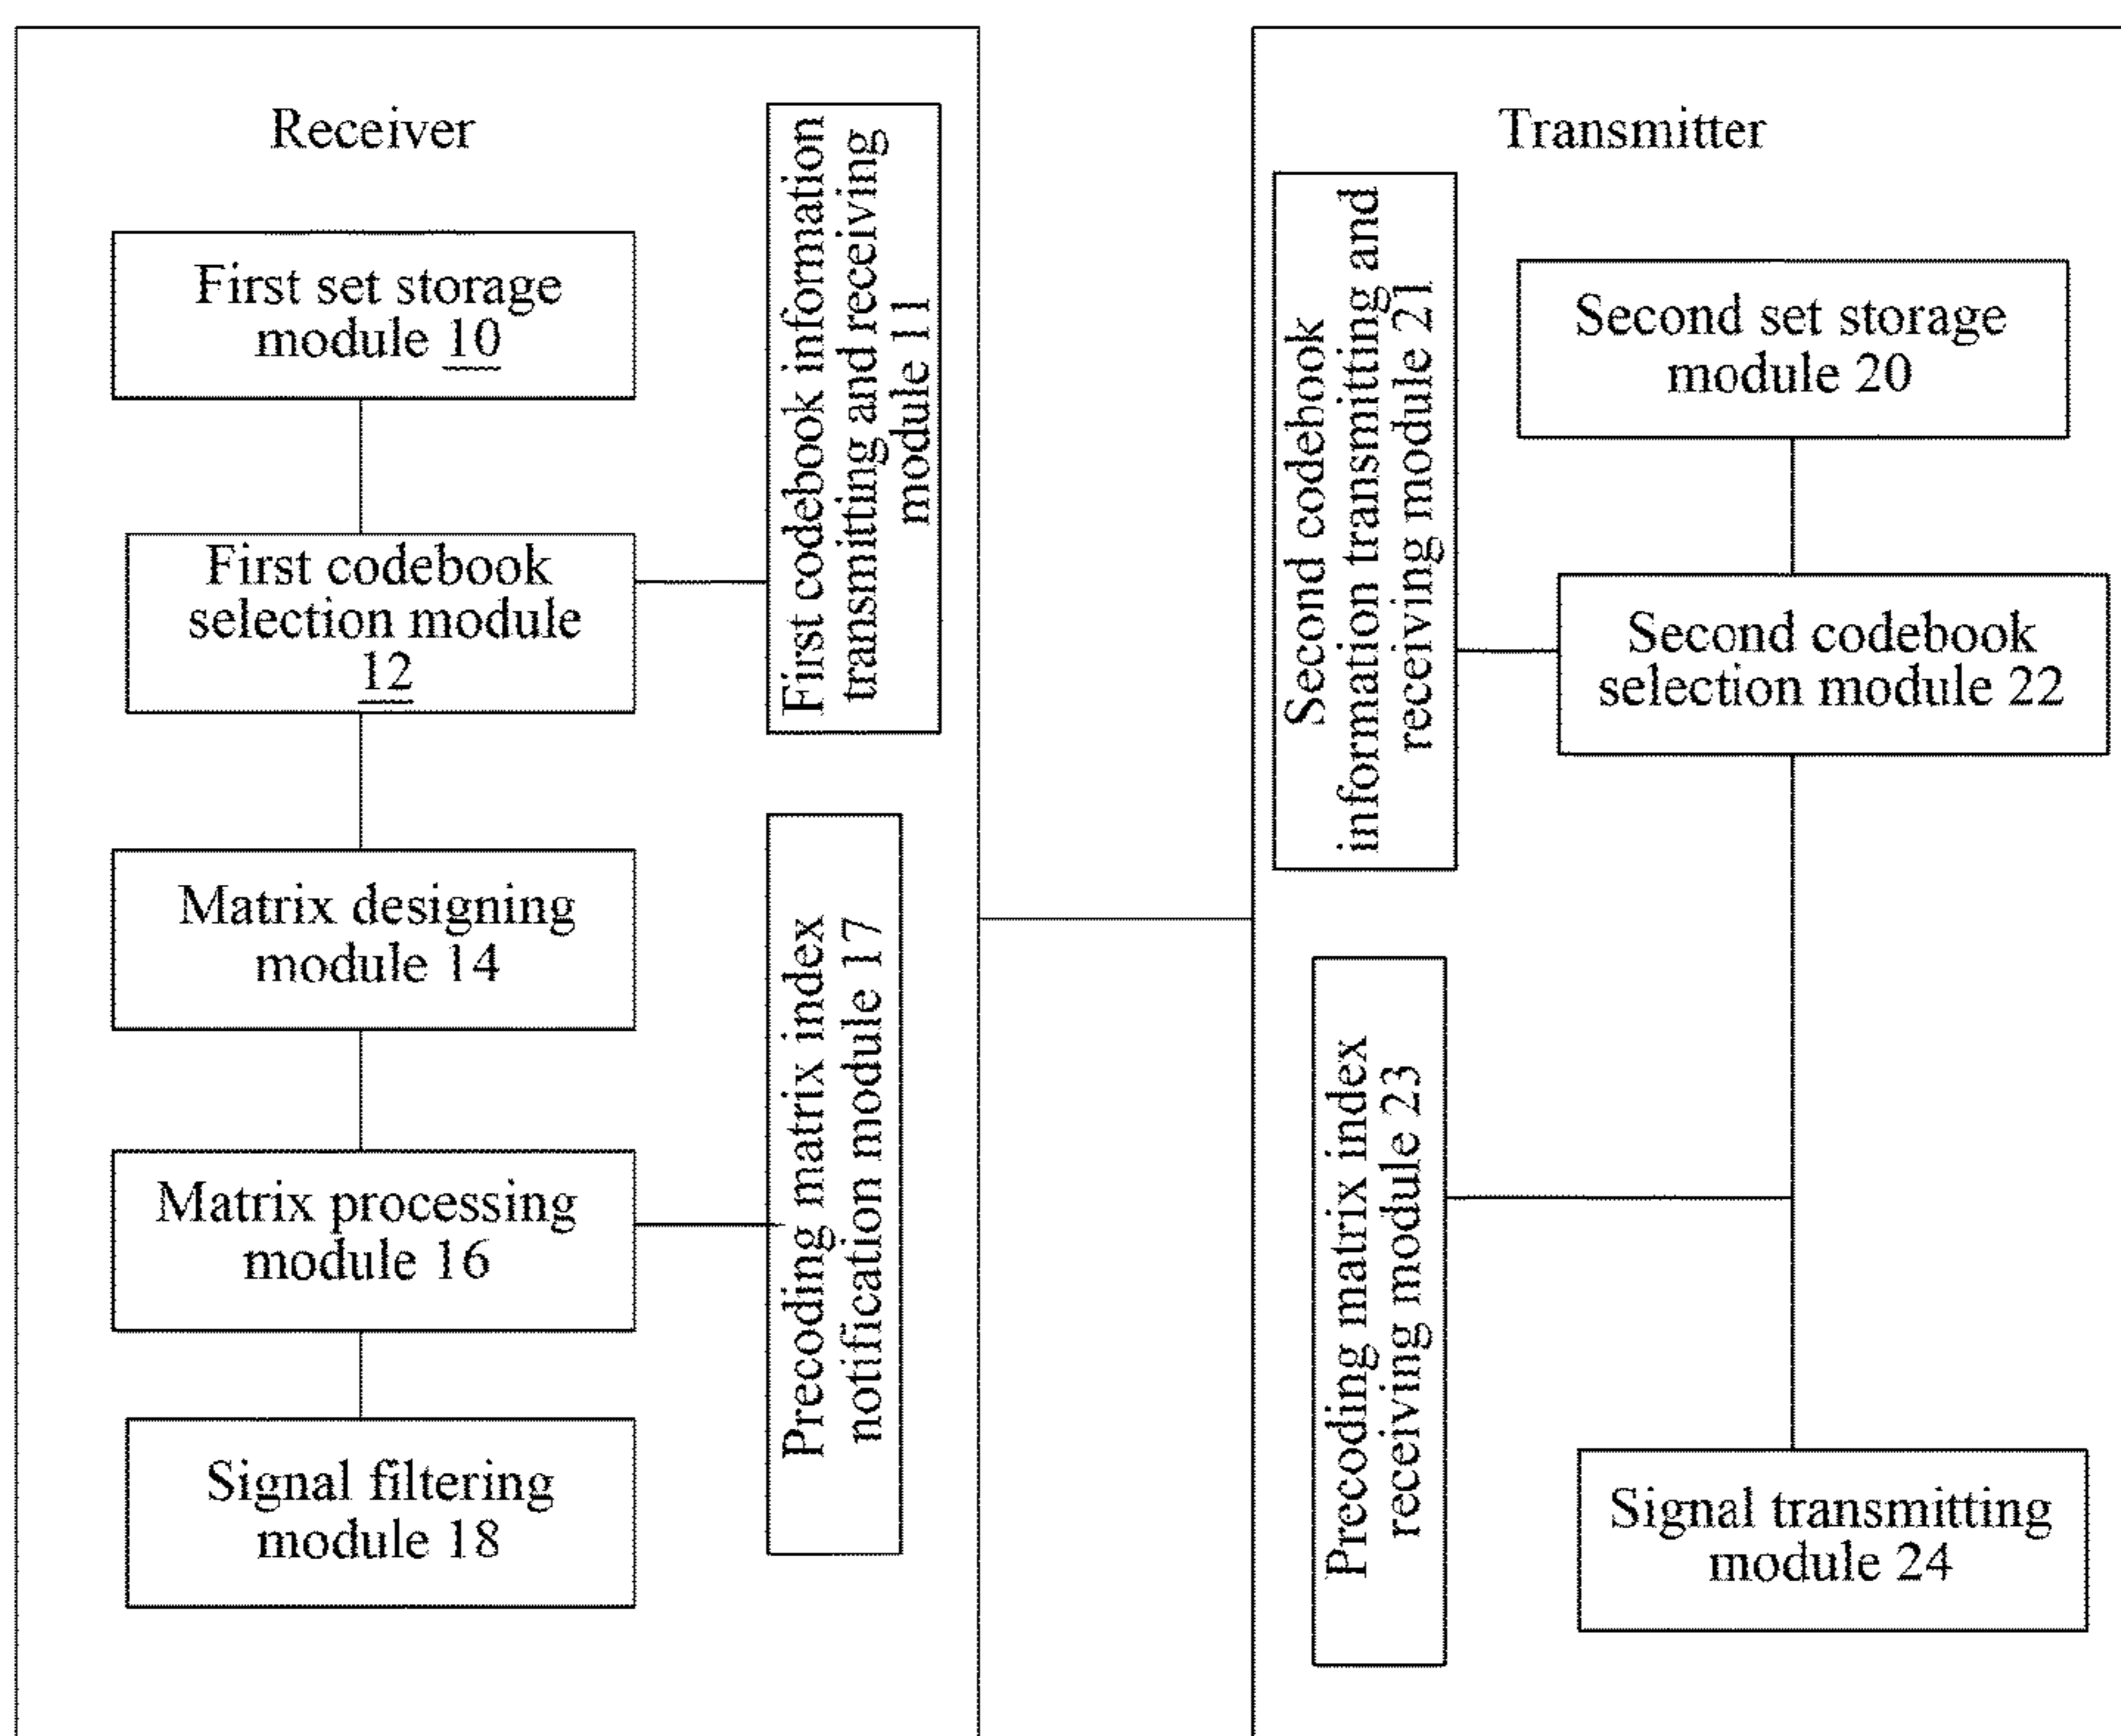 Receiver
First set storage
module 10
First codebook
selection module
12
Matrix designing
module 14
Matrix processing
module 16
Signal filtering
module 18
First codebook information
transmitting and receiving
module 11
Precoding matrix index
notification module 17
Transmitter
Second codebook
information transmitting and
receiving module 21
Second set storage
module 20
Second codebook
selection module 22
Precoding matrix index
receiving module 23
Signal transmitting
module 24